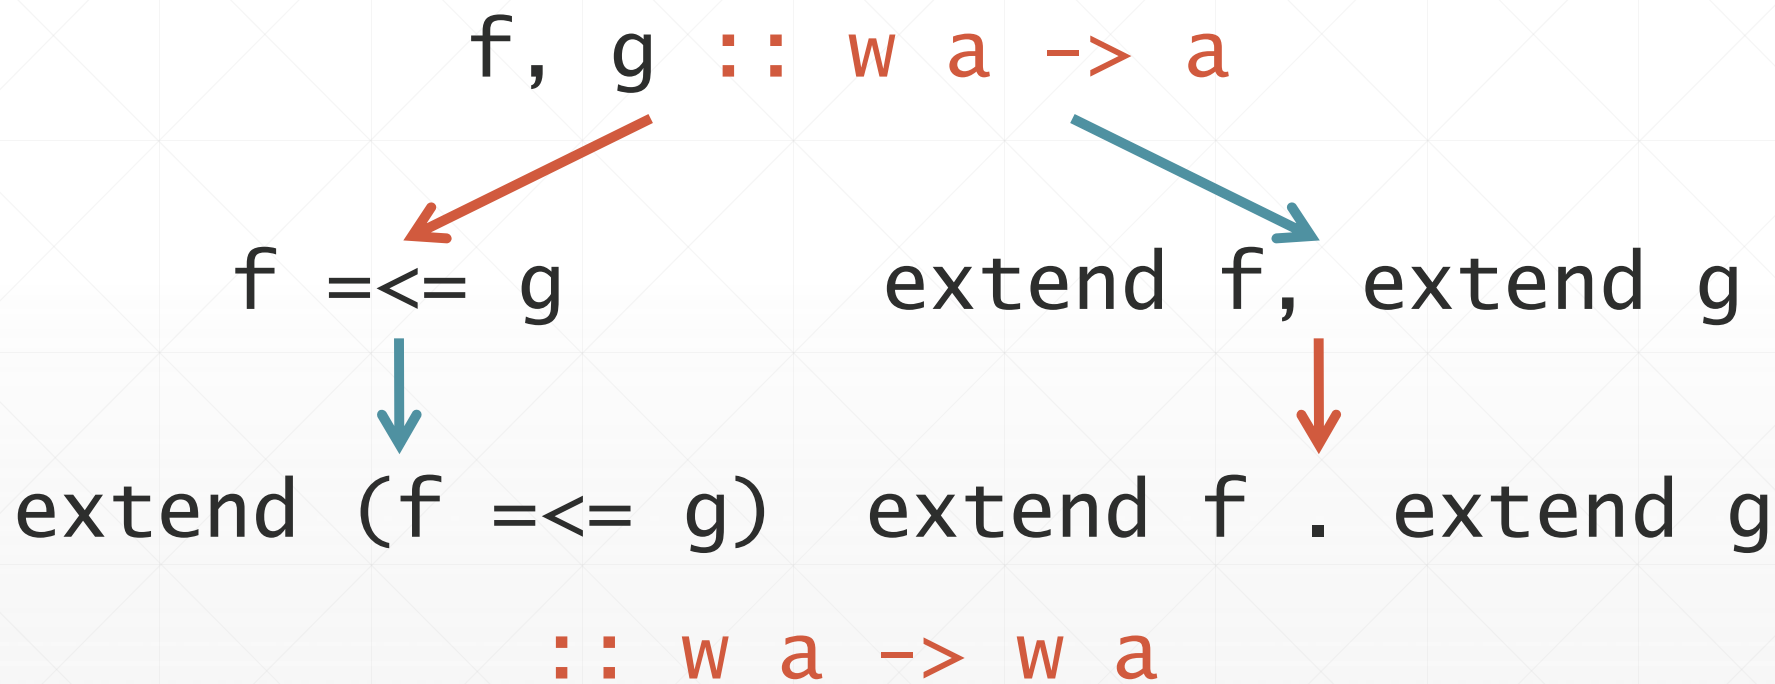 f, g :: w a -> a
f =<= g extend f, extend g
extend (f =<= g) extend f . extend g
:: w a -> w a